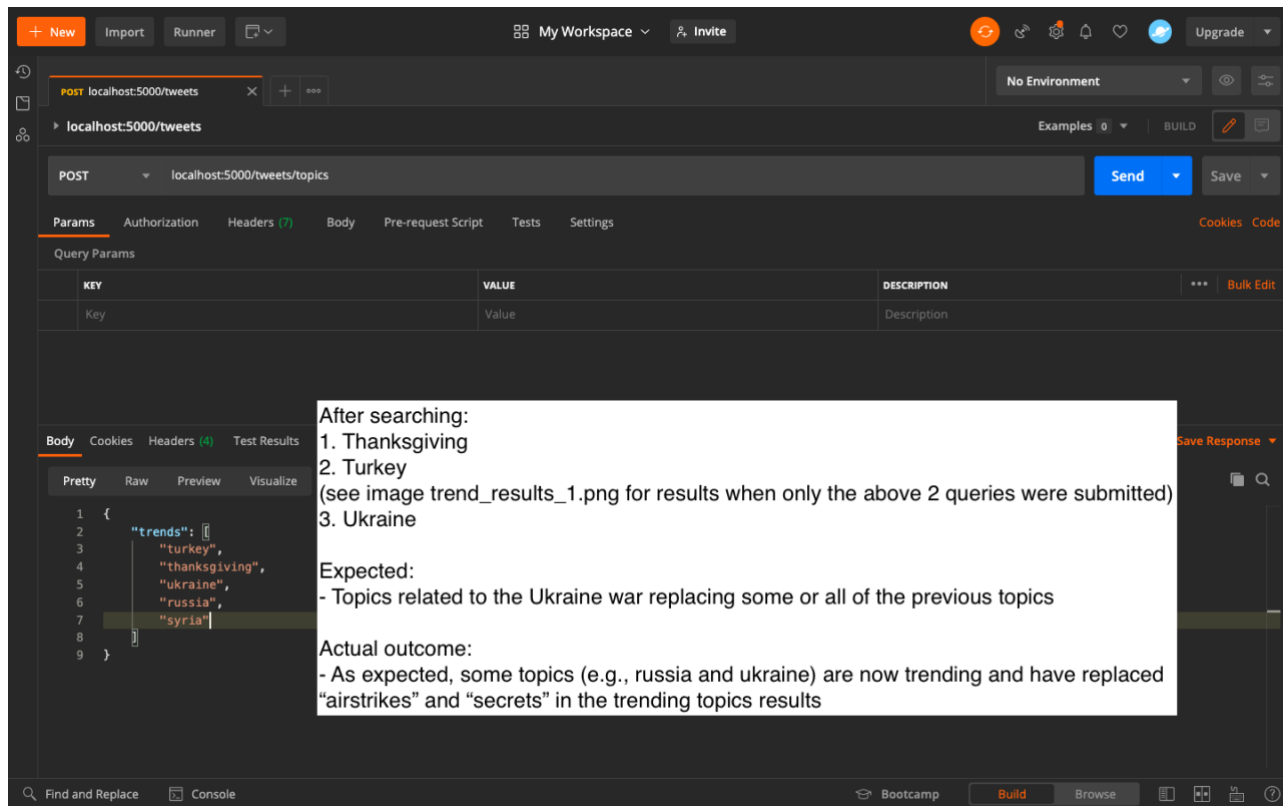 + New Import Runner My Workspace Invite Upgrade
POST localhost:5000/tweets No Environment
localhost:5000/tweets Examples 0 BUILD
POST localhost:5000/tweets/topics Send Save
Params Authorization Headers (7) Body Pre-request Script Tests Settings Cookies Code
Query Params
KEY VALUE DESCRIPTION Bulk Edit
Key Value Description
Body Cookies Headers (4) Test Results Save Response
Pretty Raw Preview Visualize
1 {
2 "trends": [
3 "turkey",
4 "thanksgiving",
5 "ukraine",
6 "russia",
7 "syria"
8 ]
9 }
After searching:
1. Thanksgiving
2. Turkey
(see image trend_results_1.png for results when only the above 2 queries were submitted)
3. Ukraine
Expected:
- Topics related to the Ukraine war replacing some or all of the previous topics
Actual outcome:
- As expected, some topics (e.g., russia and ukraine) are now trending and have replaced
“airstrikes” and “secrets” in the trending topics results
Find and Replace Console Bootcamp Build Browse